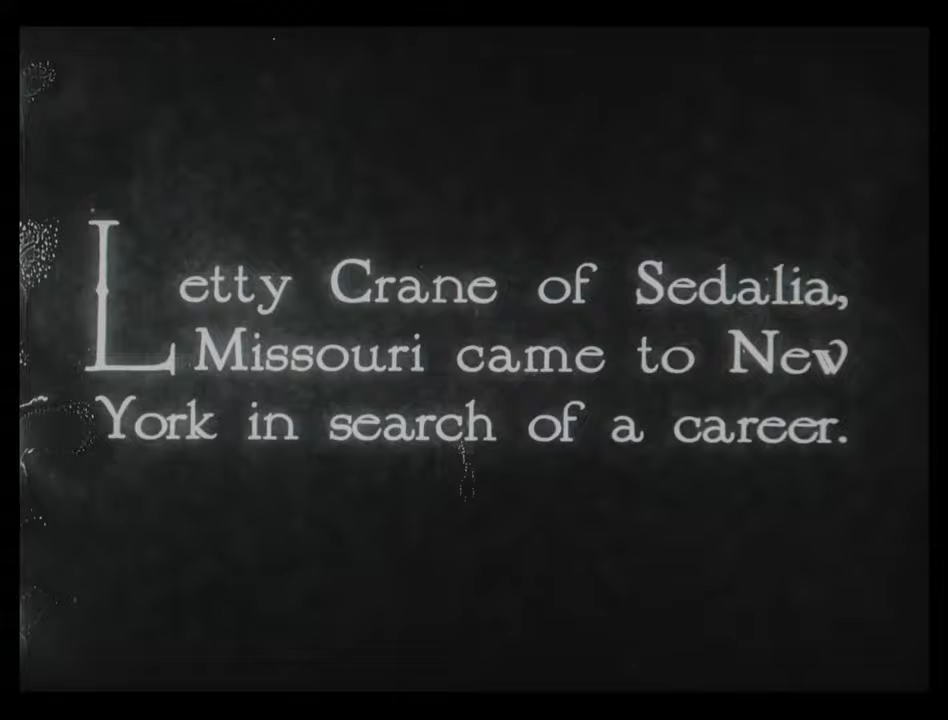 Letty Crane of Sedalia,
Missouri came to New
York in search of a career.